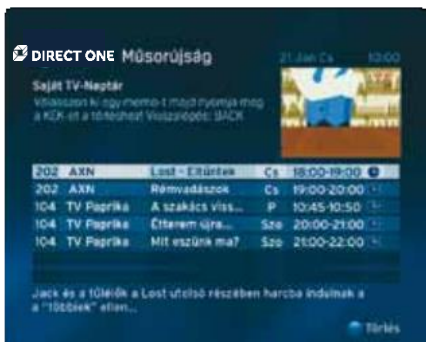 DIRECT ONE Műsorújság 21 Jan Cs 10:00
Saját TV-Naptár
Válasszon ki egy memo-t majd nyomja meg
a KÉK-et a törléshez! Visszalépés: BACK
202 AXN Lost - Eltűntek Cs 18:00-19:00
202 AXN Rémvadászok Cs 19:00-20:00
104 TV Paprika A szakács viss... P 10:45-10:50
104 TV Paprika Étterem újra... Szo 20:00-21:00
104 TV Paprika Mit eszünk ma? Szo 21:00-22:00
Jack és a túlélők a Lost utolsó részében harcba indulnak a
a "többiek" ellen...
Törlés